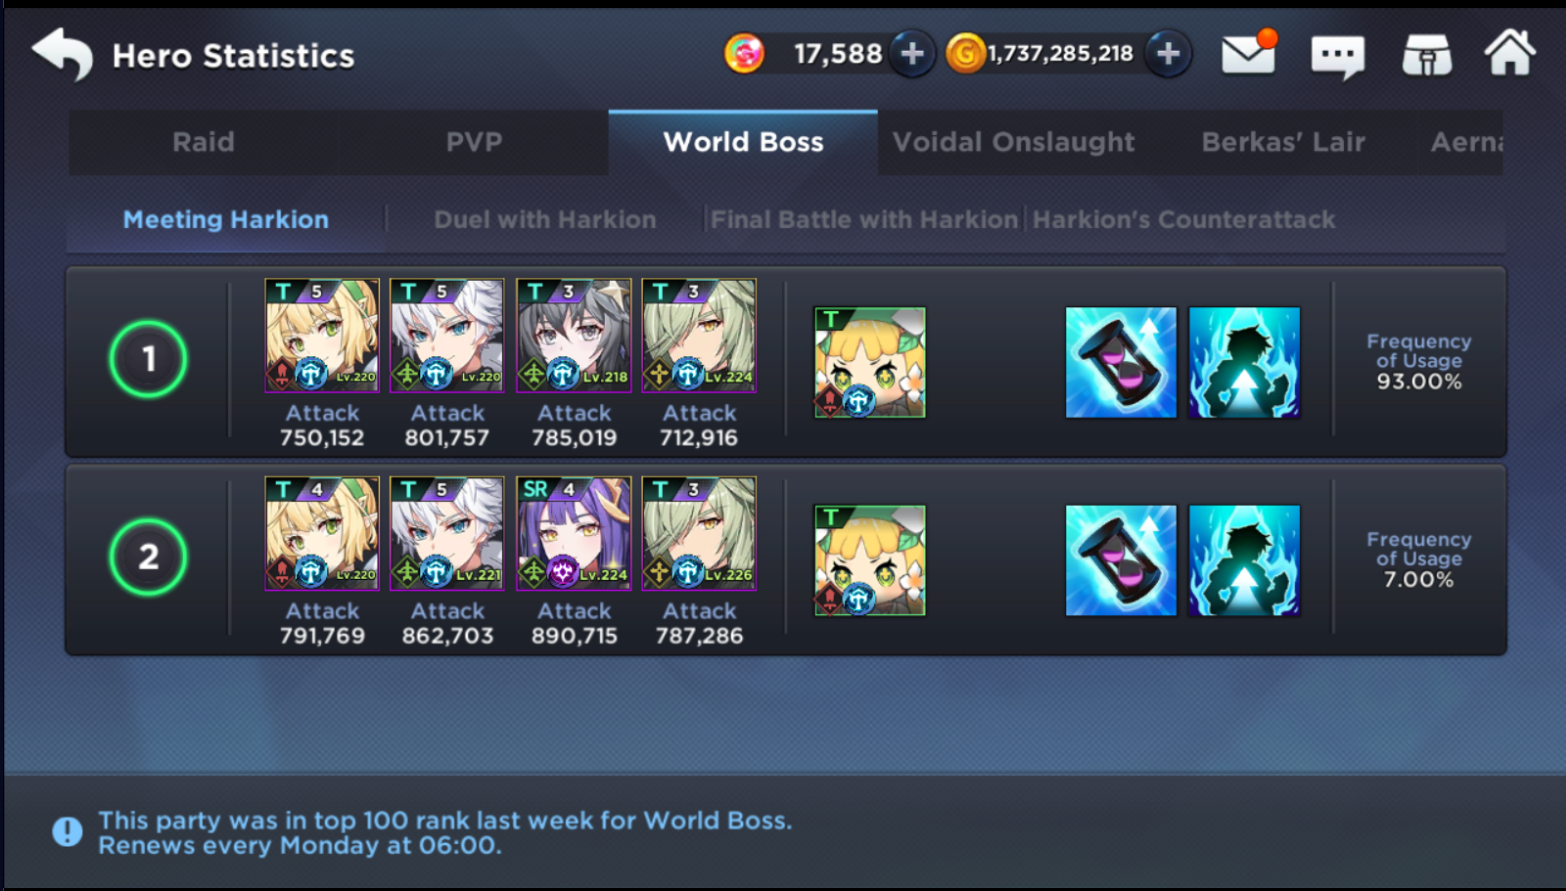 Hero Statistics
17,588
1,737,285,218
Raid
PVP
World Boss
Voidal Onslaught
Berkas' Lair
Aerna
Meeting Harkion
Duel with Harkion
Final Battle with Harkion
Harkion's Counterattack
1
T 5
Lv.220
Attack
750,152
T 5
Lv.220
Attack
801,757
T 3
Lv.218
Attack
785,019
T 3
Lv.224
Attack
712,916
T
Frequency
of Usage
93.00%
2
T 4
Lv.220
Attack
791,769
T 5
Lv.221
Attack
862,703
SR 4
Lv.224
Attack
890,715
T 3
Lv.226
Attack
787,286
T
Frequency
of Usage
7.00%
This party was in top 100 rank last week for World Boss.
Renews every Monday at 06:00.